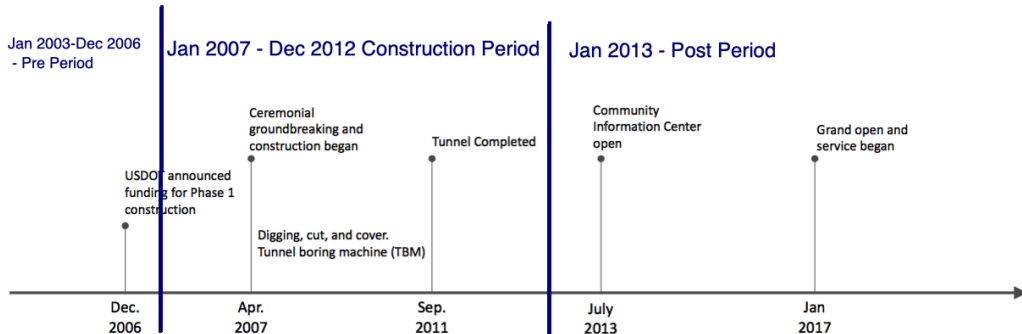 Jan 2003-Dec 2006
- Pre Period
Jan 2007 - Dec 2012 Construction Period
Jan 2013 - Post Period
USDOT announced
funding for Phase 1
construction
Ceremonial
groundbreaking and
construction began
Digging, cut, and cover.
Tunnel boring machine (TBM)
Tunnel Completed
Community
Information Center
open
Grand open and
service began
Dec.
2006
Apr.
2007
Sep.
2011
July
2013
Jan
2017